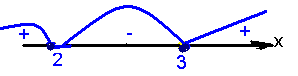 + - +
2 3 x